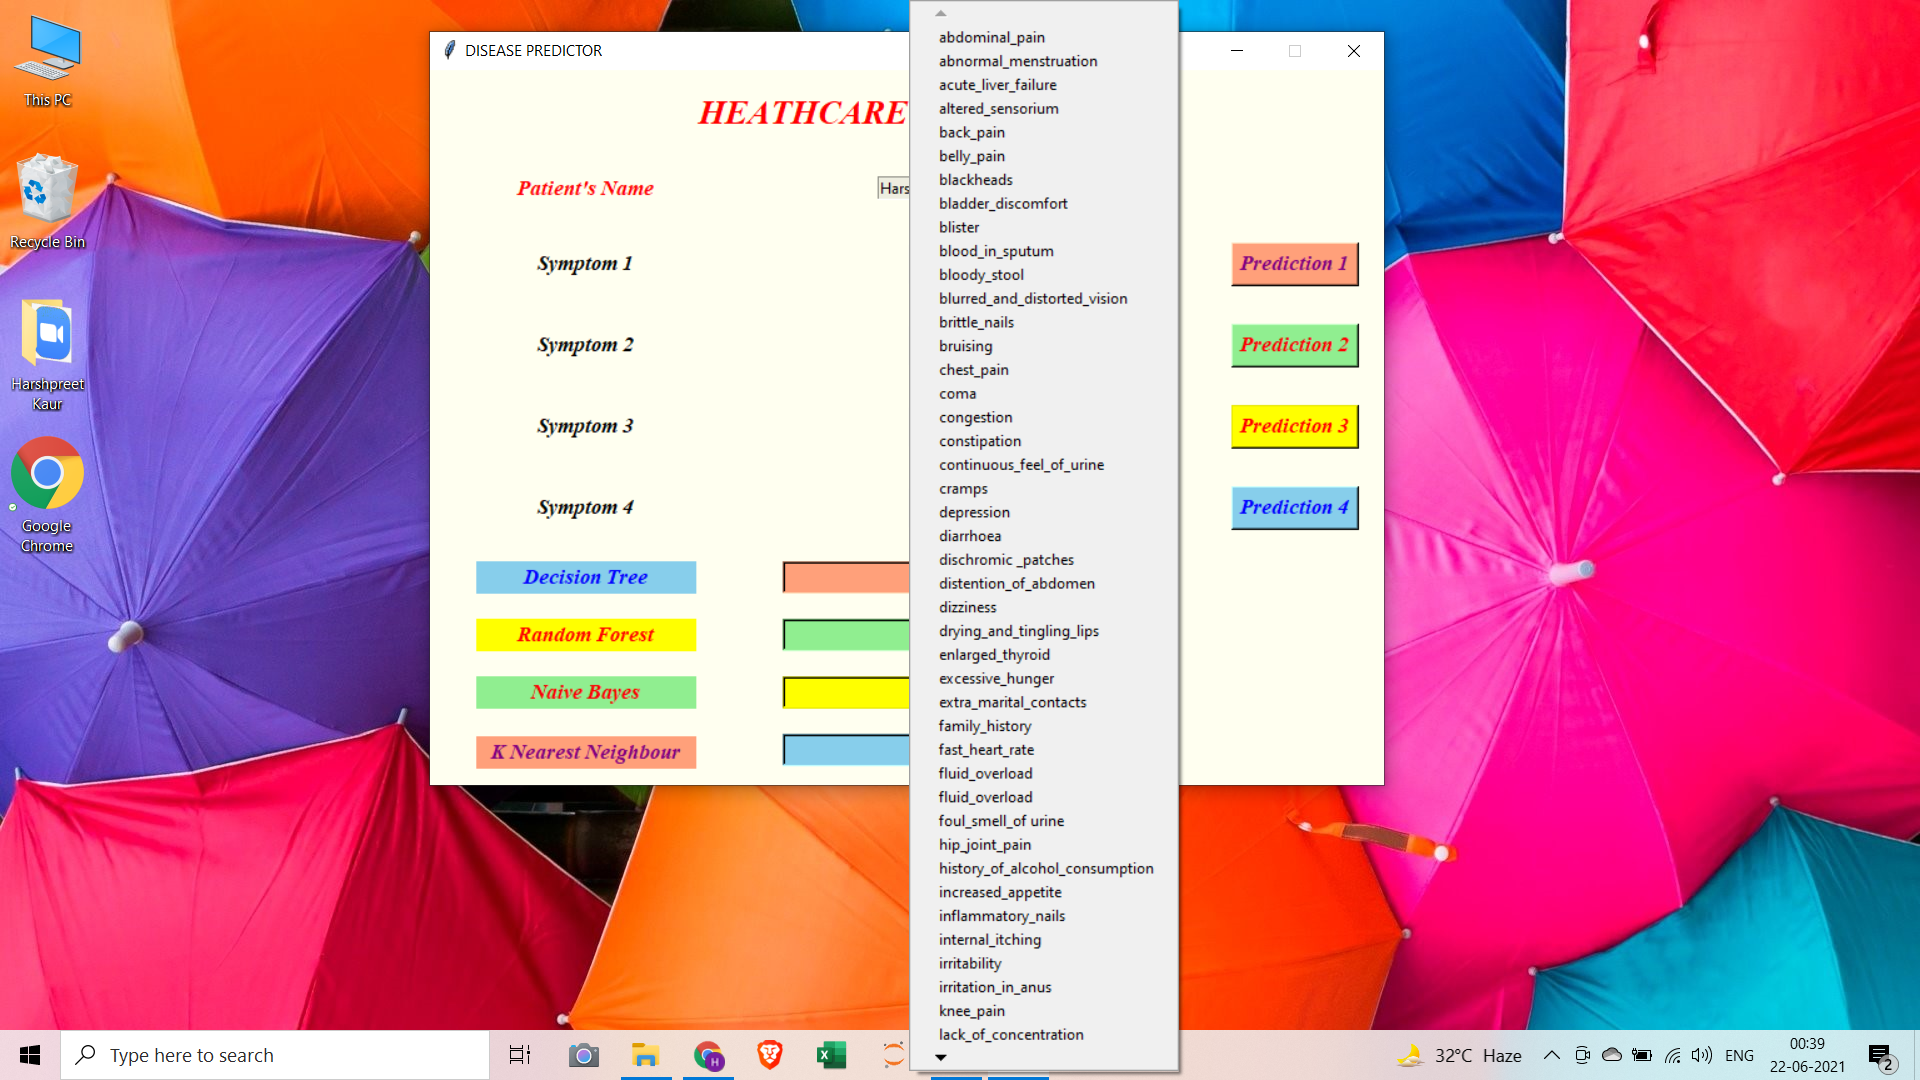 This PC
Recycle Bin
Harshpreet
Kaur
Google
Chrome
DISEASE PREDICTOR
HEATHCARE
Patient's Name
Hars
Symptom 1
Symptom 2
Symptom 3
Symptom 4
Decision Tree
Random Forest
Naive Bayes
K Nearest Neighbour
abdominal_pain
abnormal_menstruation
acute_liver_failure
altered_sensorium
back_pain
belly_pain
blackheads
bladder_discomfort
blister
blood_in_sputum
bloody_stool
blurred_and_distorted_vision
brittle_nails
bruising
chest_pain
coma
congestion
constipation
continuous_feel_of_urine
cramps
depression
diarrhoea
dischromic _patches
distention_of_abdomen
dizziness
drying_and_tingling_lips
enlarged_thyroid
excessive_hunger
extra_marital_contacts
family_history
fast_heart_rate
fluid_overload
fluid_overload
foul_smell_of urine
hip_joint_pain
history_of_alcohol_consumption
increased_appetite
inflammatory_nails
internal_itching
irritability
irritation_in_anus
knee_pain
lack_of_concentration
Prediction 1
Prediction 2
Prediction 3
Prediction 4
Type here to search
H
X
32°C Haze
ENG
00:39
22-06-2021
2